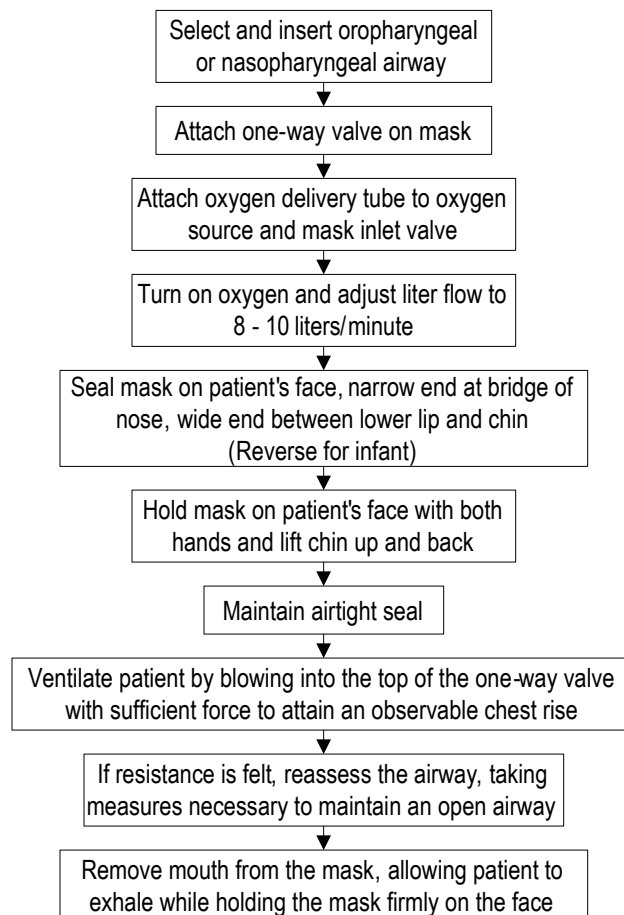 Select and insert oropharyngeal
or nasopharyngeal airway
Attach one-way valve on mask
Attach oxygen delivery tube to oxygen
source and mask inlet valve
Turn on oxygen and adjust liter flow to
8 - 10 liters/minute
Seal mask on patient's face, narrow end at bridge of
nose, wide end between lower lip and chin
(Reverse for infant)
Hold mask on patient's face with both
hands and lift chin up and back
Maintain airtight seal
Ventilate patient by blowing into the top of the one-way valve
with sufficient force to attain an observable chest rise
If resistance is felt, reassess the airway, taking
measures necessary to maintain an open airway
Remove mouth from the mask, allowing patient to
exhale while holding the mask firmly on the face